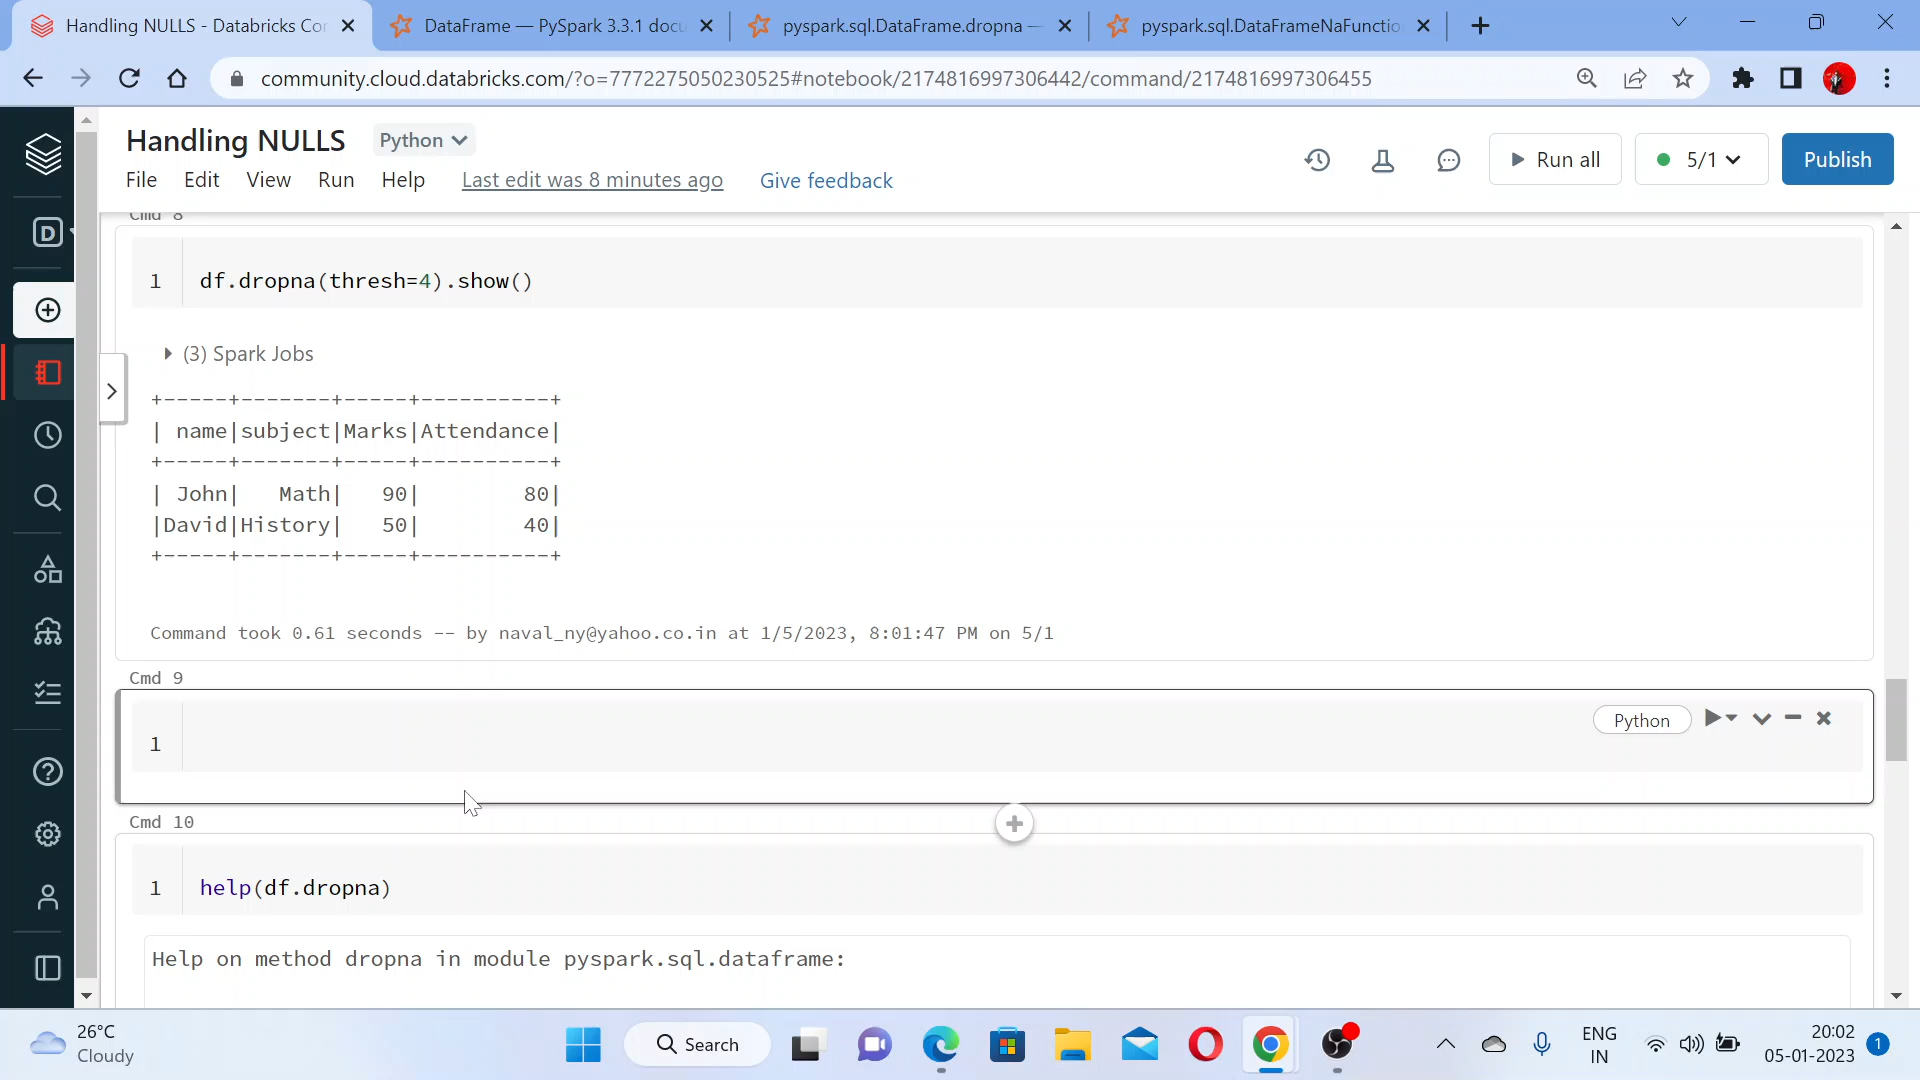 Handling NULLS - Databricks Co
DataFrame — PySpark 3.3.1 docu
pyspark.sql.DataFrame.dropna —
pyspark.sql.DataFrameNaFunctio
community.cloud.databricks.com/?o=7772275050230525#notebook/2174816997306442/command/2174816997306455
Handling NULLS Python
File Edit View Run Help Last edit was 8 minutes ago Give feedback
Run all
5/1
Publish
D
Cmd 8
1 df.dropna(thresh=4).show()
(3) Spark Jobs
+-----+-------+-----+----------+
| name|subject|Marks|Attendance|
+-----+-------+-----+----------+
| John|   Math|   90|        80|
|David|History|   50|        40|
+-----+-------+-----+----------+
Command took 0.61 seconds -- by naval_ny@yahoo.co.in at 1/5/2023, 8:01:47 PM on 5/1
Cmd 9
Python
1
Cmd 10
1 help(df.dropna)
Help on method dropna in module pyspark.sql.dataframe:
26°C
Cloudy
Search
ENG
IN
20:02
05-01-2023
1